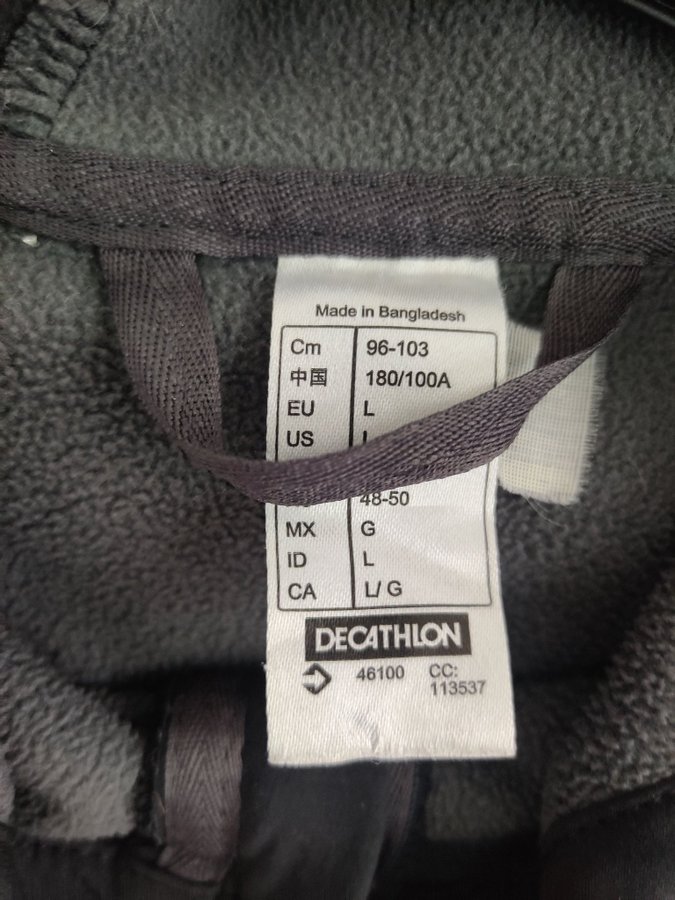 Made in Bangladesh
Cm 96-103
中国 180/100A
EU L
US
48-50
MX G
ID L
CA L/ G
DECATHLON
46100 CC:
113537